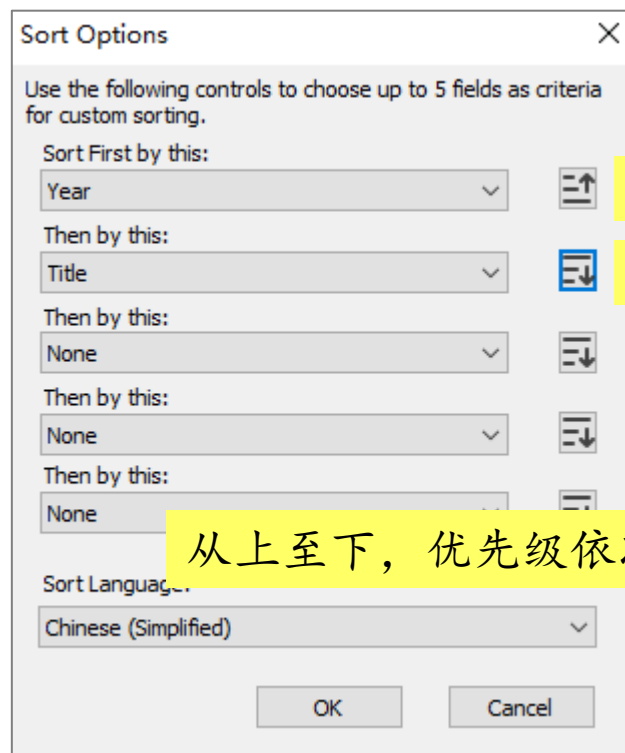 Sort Options
Use the following controls to choose up to 5 fields as criteria
for custom sorting.
Sort First by this:
Year
Then by this:
Title
Then by this:
None
Then by this:
None
Then by this:
None
从上至下，优先级依
Sort Language:
Chinese (Simplified)
OK
Cancel